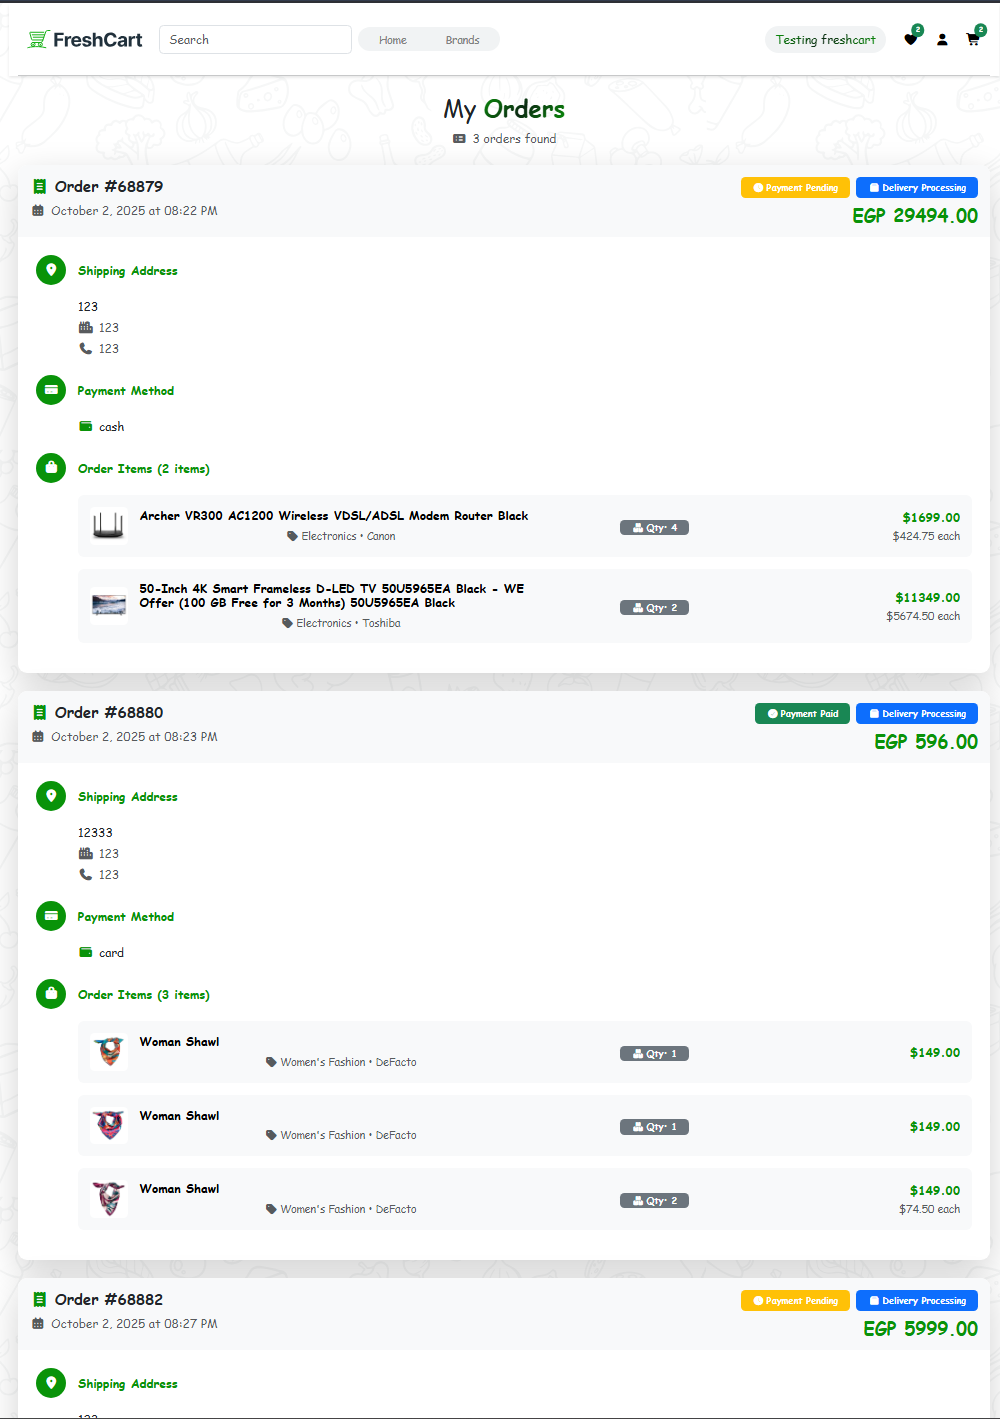 FreshCart
Search
Home
Brands
Testing freshcart
2
2
My Orders
3 orders found
Order #68879
Payment Pending
Delivery Processing
October 2, 2025 at 08:22 PM
EGP 29494.00
Shipping Address
123
123
123
Payment Method
cash
Order Items (2 items)
Archer VR300 AC1200 Wireless VDSL/ADSL Modem Router Black
Electronics • Canon
Qty: 4
$1699.00
$424.75 each
50-Inch 4K Smart Frameless D-LED TV 50U5965EA Black - WE
Offer (100 GB Free for 3 Months) 50U5965EA Black
Electronics • Toshiba
Qty: 2
$11349.00
$5674.50 each
Order #68880
Payment Paid
Delivery Processing
October 2, 2025 at 08:23 PM
EGP 596.00
Shipping Address
12333
123
123
Payment Method
card
Order Items (3 items)
Woman Shawl
Women's Fashion • DeFacto
Qty: 1
$149.00
Woman Shawl
Women's Fashion • DeFacto
Qty: 1
$149.00
Woman Shawl
Women's Fashion • DeFacto
Qty: 2
$149.00
$74.50 each
Order #68882
Payment Pending
Delivery Processing
October 2, 2025 at 08:27 PM
EGP 5999.00
Shipping Address